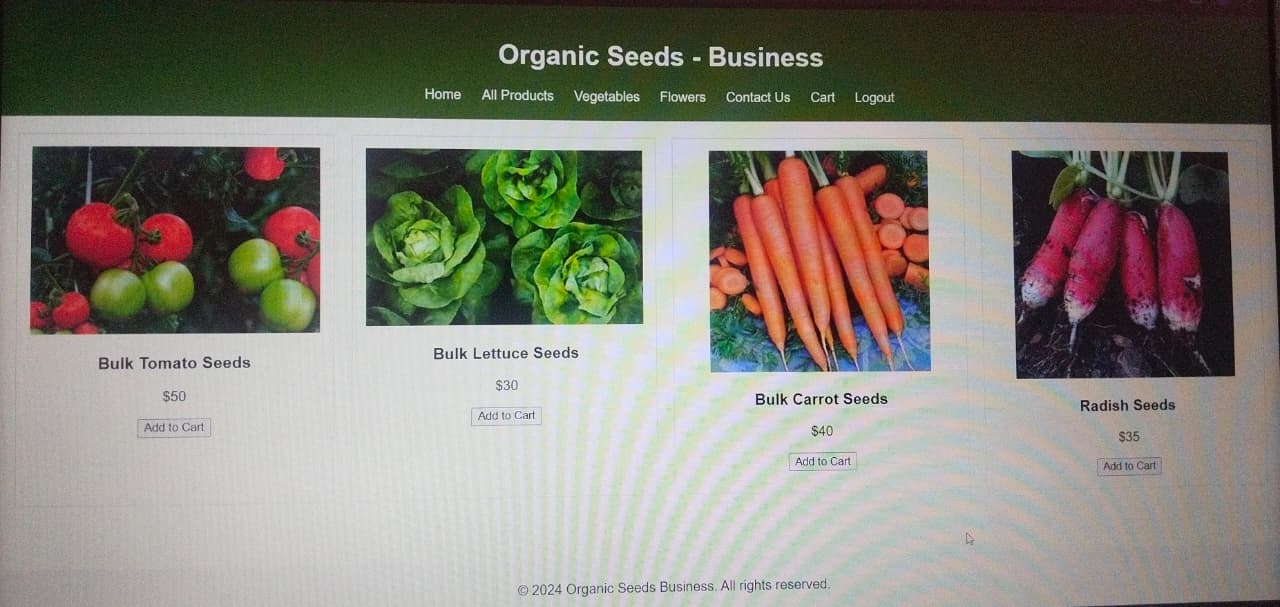 Organic Seeds - Business
Home All Products Vegetables Flowers Contact Us Cart Logout
Bulk Tomato Seeds
$50
Add to Cart
Bulk Lettuce Seeds
$30
Add to Cart
Bulk Carrot Seeds
$40
Add to Cart
Radish Seeds
$35
Add to Cart
© 2024 Organic Seeds Business. All rights reserved.